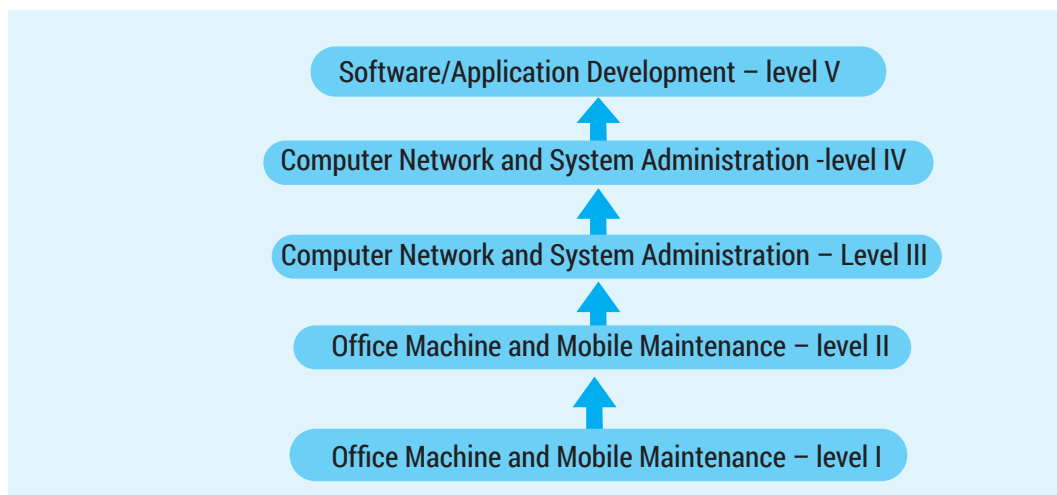 Software/Application Development – level V
Computer Network and System Administration -level IV
Computer Network and System Administration – Level III
Office Machine and Mobile Maintenance – level II
Office Machine and Mobile Maintenance – level I